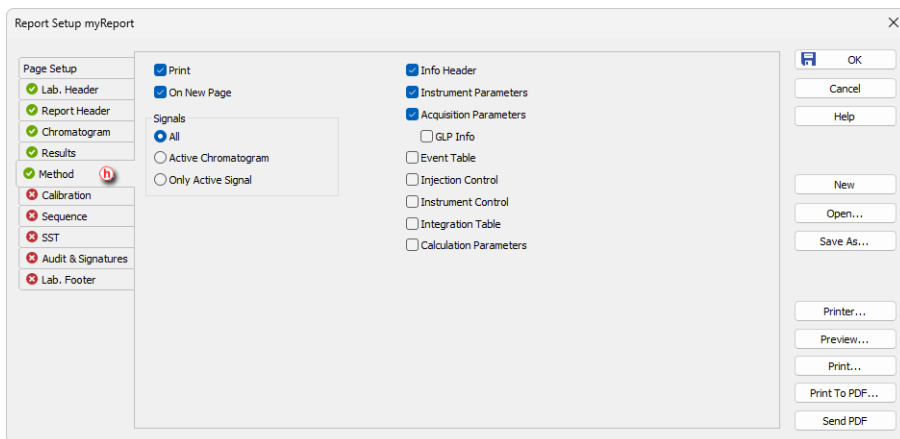 Report Setup myReport
Page Setup
Lab. Header
Report Header
Chromatogram
Results
Method
h
Calibration
Sequence
SST
Audit & Signatures
Lab. Footer
Print
On New Page
Signals
All
Active Chromatogram
Only Active Signal
Info Header
Instrument Parameters
Acquisition Parameters
GLP Info
Event Table
Injection Control
Instrument Control
Integration Table
Calculation Parameters
OK
Cancel
Help
New
Open...
Save As...
Printer...
Preview...
Print...
Print To PDF...
Send PDF